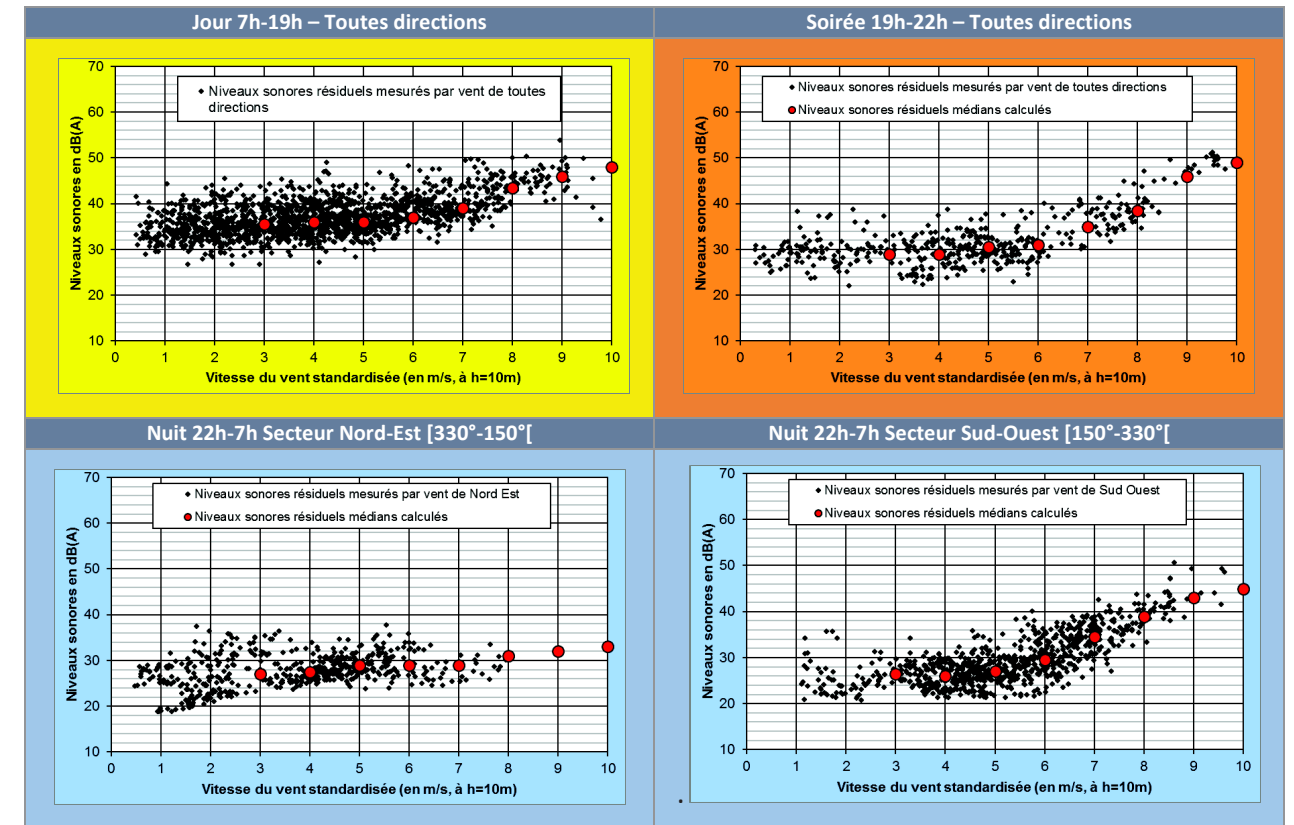 Jour 7h-19h – Toutes directions
Soirée 19h-22h – Toutes directions
70
60
50
40
30
20
10
Niveaux sonores en dB(A)
Niveaux sonores résiduels mesurés par vent de toutes
directions
0 1 2 3 4 5 6 7 8 9 10
Vitesse du vent standardisée (en m/s, à h=10m)
70
60
50
40
30
20
10
Niveaux sonores en dB(A)
Niveaux sonores résiduels mesurés par vent de toutes directions
Niveaux sonores résiduels médians calculés
0 1 2 3 4 5 6 7 8 9 10
Vitesse du vent standardisée (en m/s, à h=10m)
Nuit 22h-7h Secteur Nord-Est [330°-150°[
Nuit 22h-7h Secteur Sud-Ouest [150°-330°[
70
60
50
40
30
20
10
Niveaux sonores en dB(A)
Niveaux sonores résiduels mesurés par vent de Nord Est
Niveaux sonores résiduels médians calculés
0 1 2 3 4 5 6 7 8 9 10
Vitesse du vent standardisée (en m/s, à h=10m)
70
60
50
40
30
20
10
Niveaux sonores en dB(A)
Niveaux sonores résiduels mesurés par vent de Sud Ouest
Niveaux sonores résiduels médians calculés
0 1 2 3 4 5 6 7 8 9 10
Vitesse du vent standardisée (en m/s, à h=10m)
.